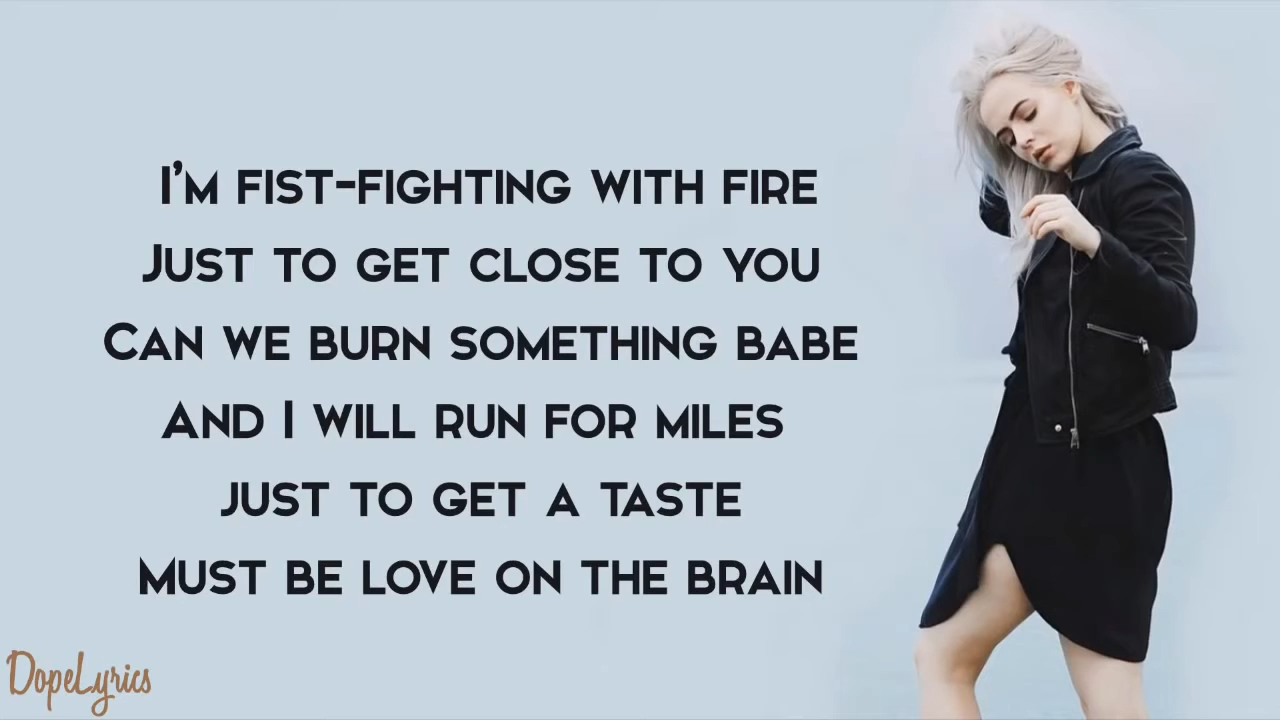 I'm fist-fighting with fire
Just to get close to you
Can we burn something babe
And I will run for miles
just to get a taste
Must be love on the brain
DopeLyrics